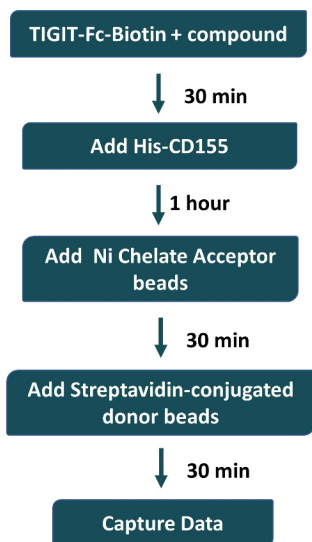 TIGIT-Fc-Biotin + compound
30 min
Add His-CD155
1 hour
Add Ni Chelate Acceptor
beads
30 min
Add Streptavidin-conjugated
donor beads
30 min
Capture Data